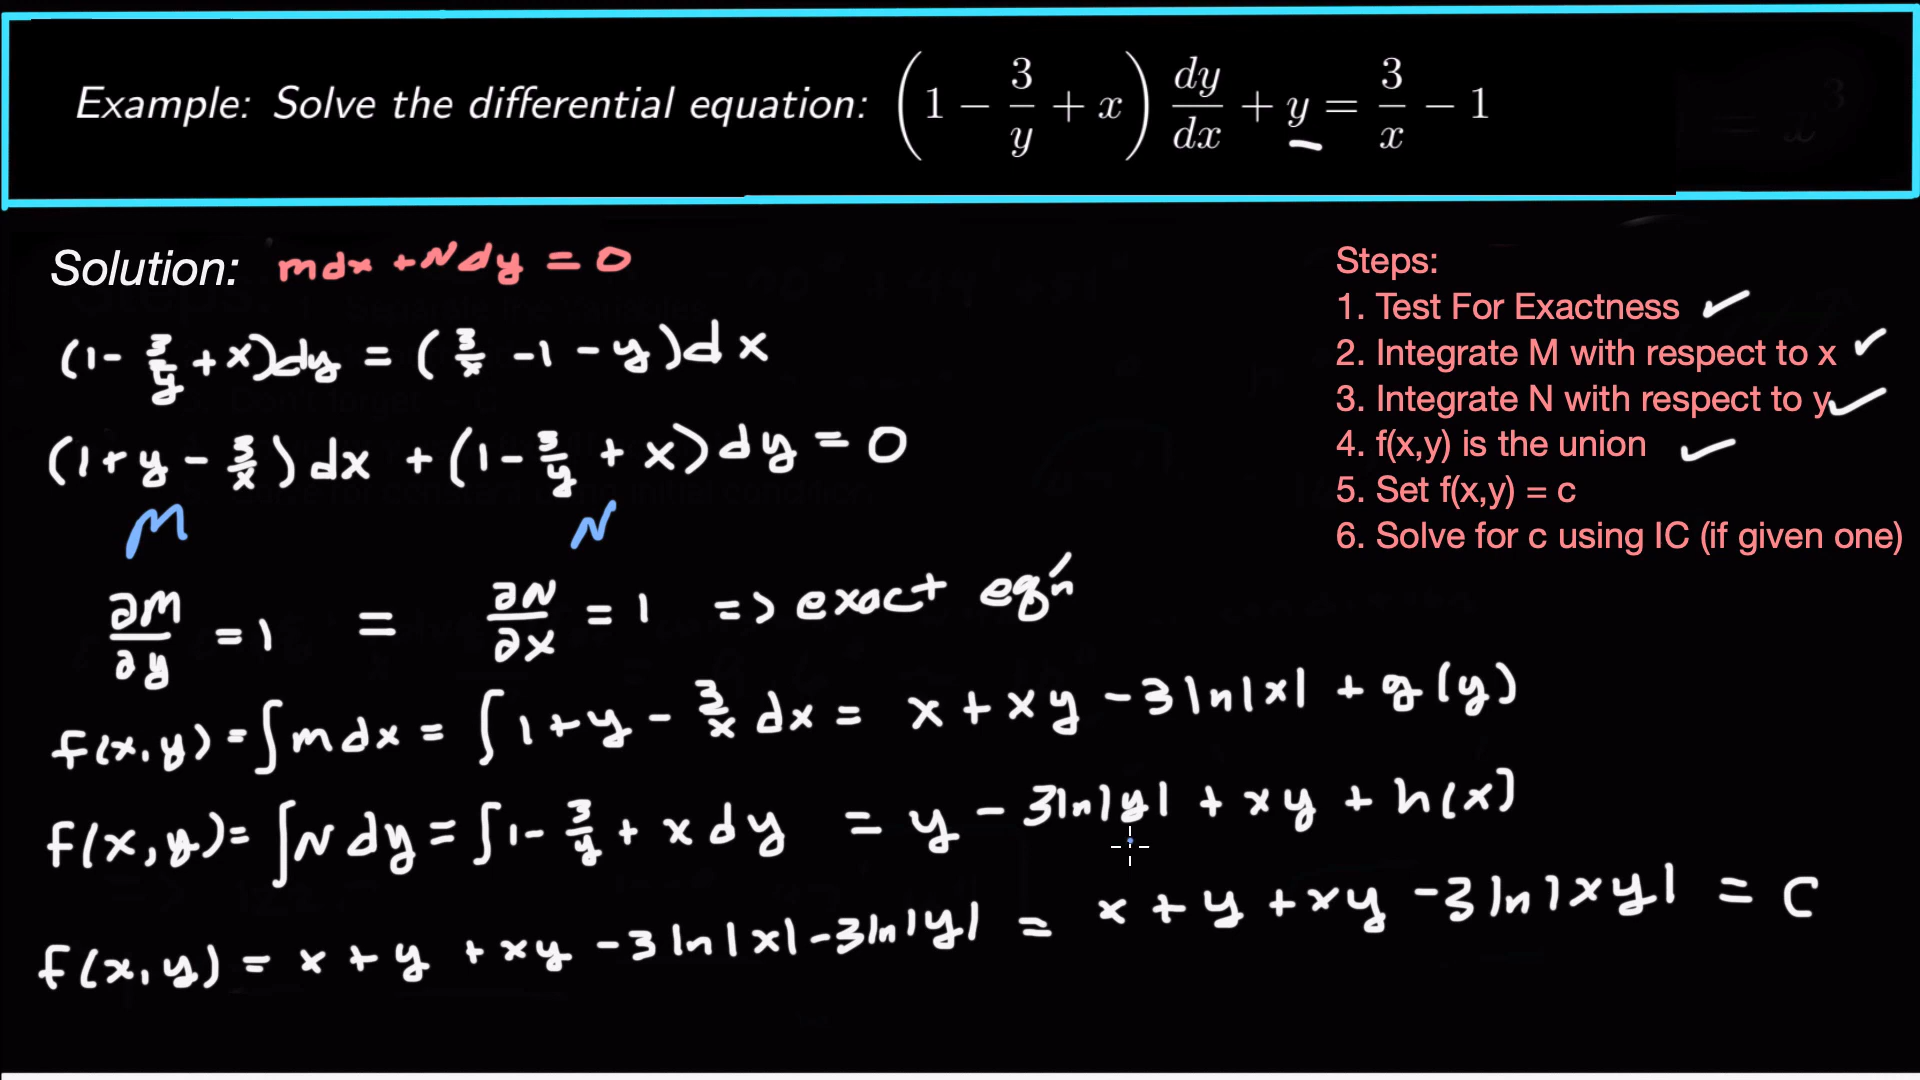 Example: Solve the differential equation: (1 − 3/y + x) dy/dx + y = 3/x − 1
Solution: mdx + Ndy = 0
(1 - 3/y + x)dy = (3/x - 1 - y)dx
(1 + y - 3/x)dx + (1 - 3/y + x)dy = 0
M N
∂M/∂y = 1 = ∂N/∂x = 1 => exact eq'n
f(x,y) = ∫mdx = ∫1 + y - 3/x dx = x + xy - 3ln|x| + g(y)
f(x,y) = ∫N dy = ∫1 - 3/y + x dy = y - 3ln|y| + xy + h(x)
f(x,y) = x + y + xy - 3ln|x| - 3ln|y| = x + y + xy - 3ln|xy| = C
Steps:
1. Test For Exactness ✓
2. Integrate M with respect to x ✓
3. Integrate N with respect to y ✓
4. f(x,y) is the union ✓
5. Set f(x,y) = c
6. Solve for c using IC (if given one)